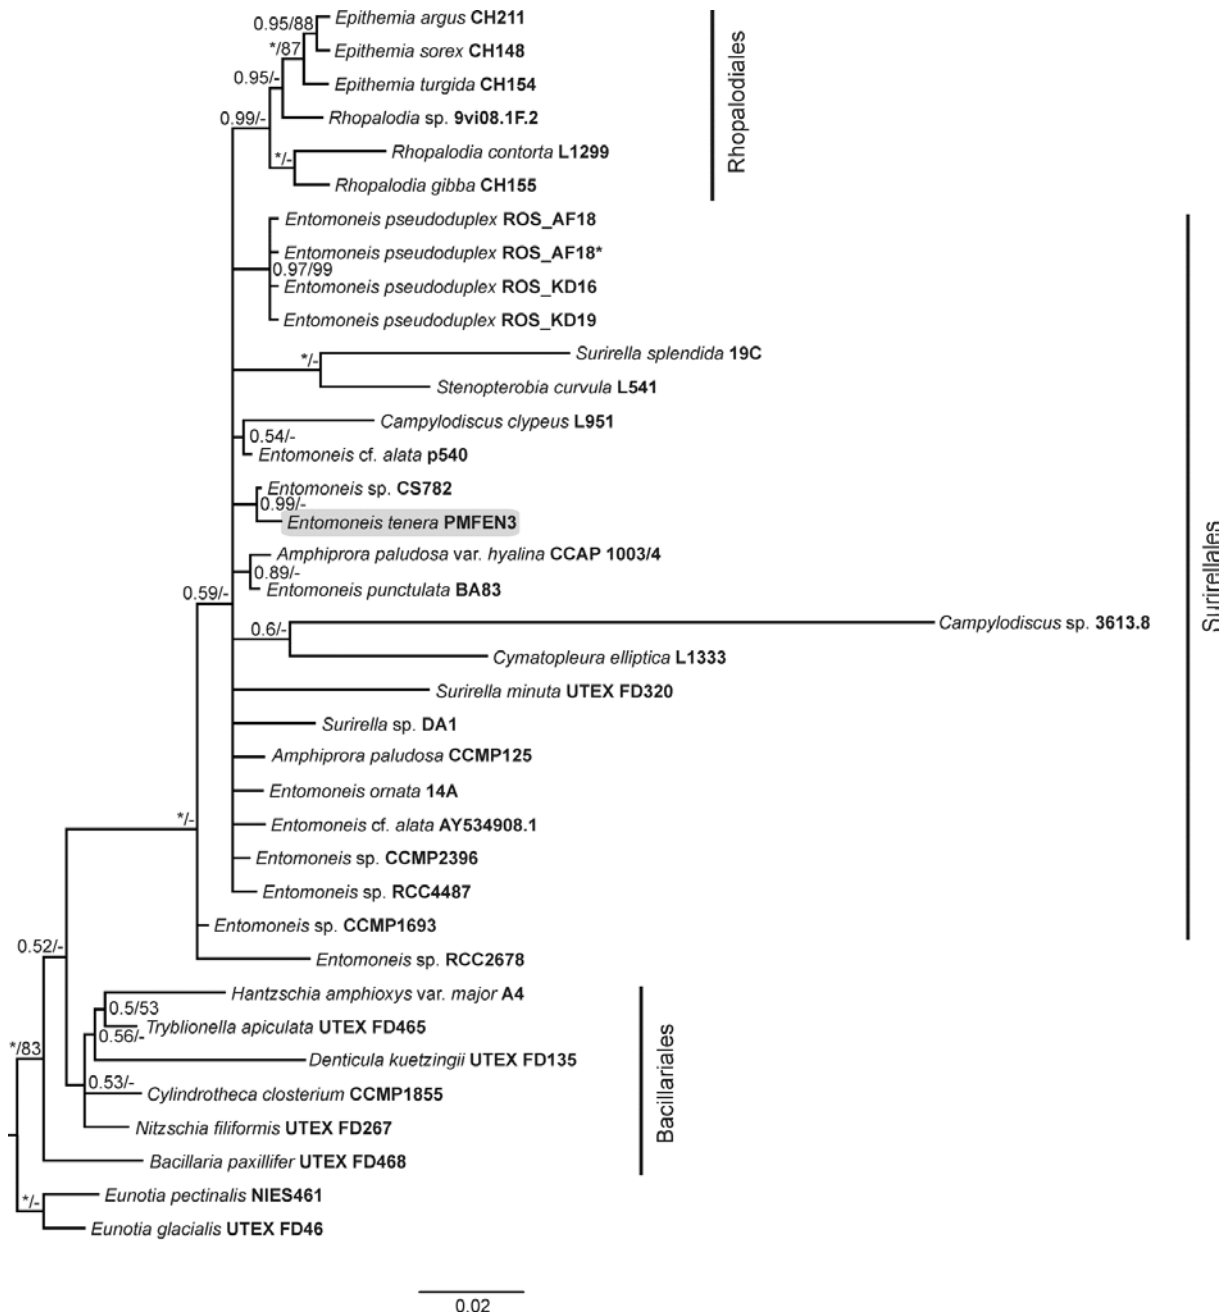 0.95/88
Epithemia argus CH211
*/87
Epithemia sorex CH148
0.95/-
Epithemia turgida CH154
0.99/-
Rhopalodia sp. 9vi08.1F.2
*/-
Rhopalodia contorta L1299
Rhopalodia gibba CH155
Rhopalodiales
Entomoneis pseudoduplex ROS_AF18
Entomoneis pseudoduplex ROS_AF18*
0.97/99
Entomoneis pseudoduplex ROS_KD16
Entomoneis pseudoduplex ROS_KD19
*/-
Surirella splendida 19C
Stenopterobia curvula L541
Campylodiscus clypeus L951
0.54/-
Entomoneis cf. alata p540
Entomoneis sp. CS782
0.99/-
Entomoneis tenera PMFEN3
Amphiprora paludosa var. hyalina CCAP 1003/4
0.89/-
Entomoneis punctulata BA83
0.59/-
Campylodiscus sp. 3613.8
0.6/-
Cymatopleura elliptica L1333
Surirella minuta UTEX FD320
Surirella sp. DA1
Amphiprora paludosa CCMP125
Entomoneis ornata 14A
*/-
Entomoneis cf. alata AY534908.1
Entomoneis sp. CCMP2396
Entomoneis sp. RCC4487
Entomoneis sp. CCMP1693
Surirellales
0.52/-
Entomoneis sp. RCC2678
Hantzschia amphioxys var. major A4
0.5/53
Tryblionella apiculata UTEX FD465
0.56/-
*/83
Denticula kuetzingii UTEX FD135
0.53/-
Cylindrotheca closterium CCMP1855
Nitzschia filiformis UTEX FD267
Bacillaria paxillifer UTEX FD468
Bacillariales
*/-
Eunotia pectinalis NIES461
Eunotia glacialis UTEX FD46
0.02